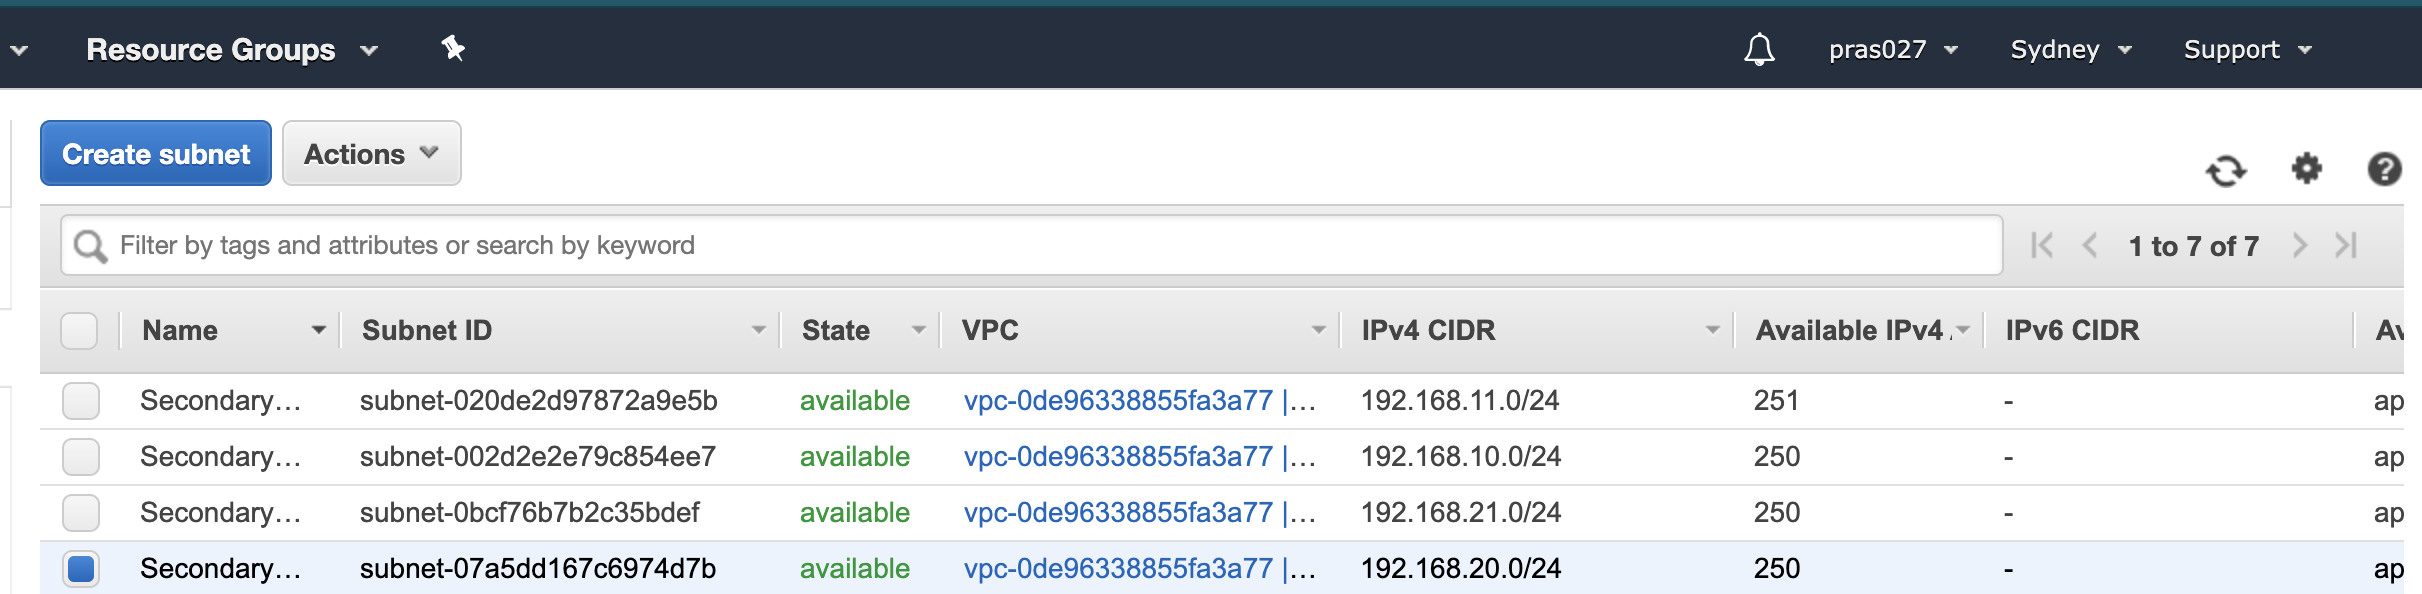 Resource Groups pras027 Sydney Support
Create subnet Actions
Filter by tags and attributes or search by keyword 1 to 7 of 7
Name Subnet ID State VPC IPv4 CIDR Available IPv4 IPv6 CIDR Av
Secondary... subnet-020de2d97872a9e5b available vpc-0de96338855fa3a77 |... 192.168.11.0/24 251 - ap
Secondary... subnet-002d2e2e79c854ee7 available vpc-0de96338855fa3a77 |... 192.168.10.0/24 250 - ap
Secondary... subnet-0bcf76b7b2c35bdef available vpc-0de96338855fa3a77 |... 192.168.21.0/24 250 - ap
Secondary... subnet-07a5dd167c6974d7b available vpc-0de96338855fa3a77 |... 192.168.20.0/24 250 - ap